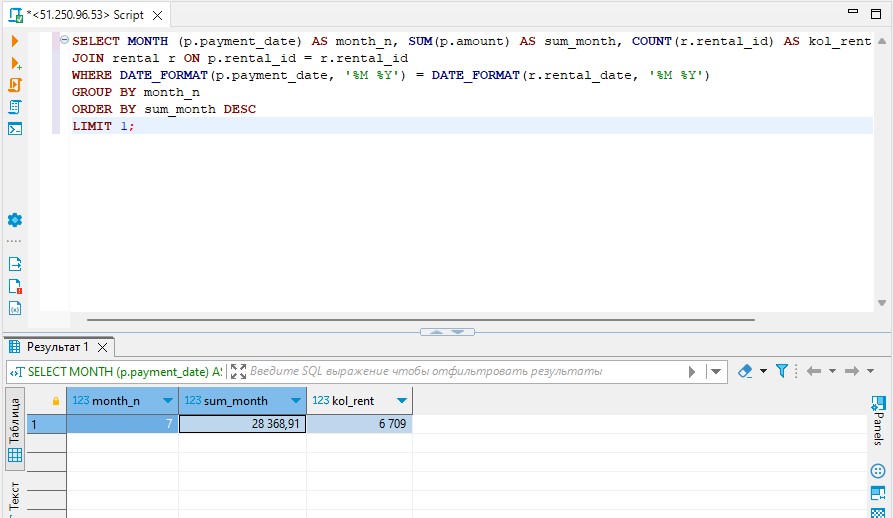 *<51.250.96.53> Script
SELECT MONTH (p.payment_date) AS month_n, SUM(p.amount) AS sum_month, COUNT(r.rental_id) AS kol_rent
JOIN rental r ON p.rental_id = r.rental_id
WHERE DATE_FORMAT(p.payment_date, '%M %Y') = DATE_FORMAT(r.rental_date, '%M %Y')
GROUP BY month_n
ORDER BY sum_month DESC
LIMIT 1;
Результат 1
SELECT MONTH (p.payment_date) AS
Введите SQL выражение чтобы отфильтровать результаты
Таблица
Текст
123 month_n 123 sum_month 123 kol_rent
1 7 28 368,91 6 709
Panels